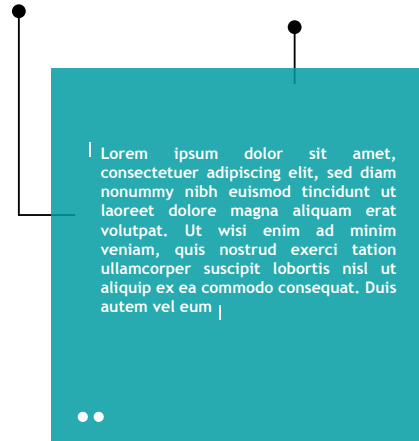 Lorem ipsum dolor sit amet,
consectetuer adipiscing elit, sed diam
nonummy nibh euismod tincidunt ut
laoreet dolore magna aliquam erat
volutpat. Ut wisi enim ad minim
veniam, quis nostrud exerci tation
ullamcorper suscipit lobortis nisl ut
aliquip ex ea commodo consequat. Duis
autem vel eum